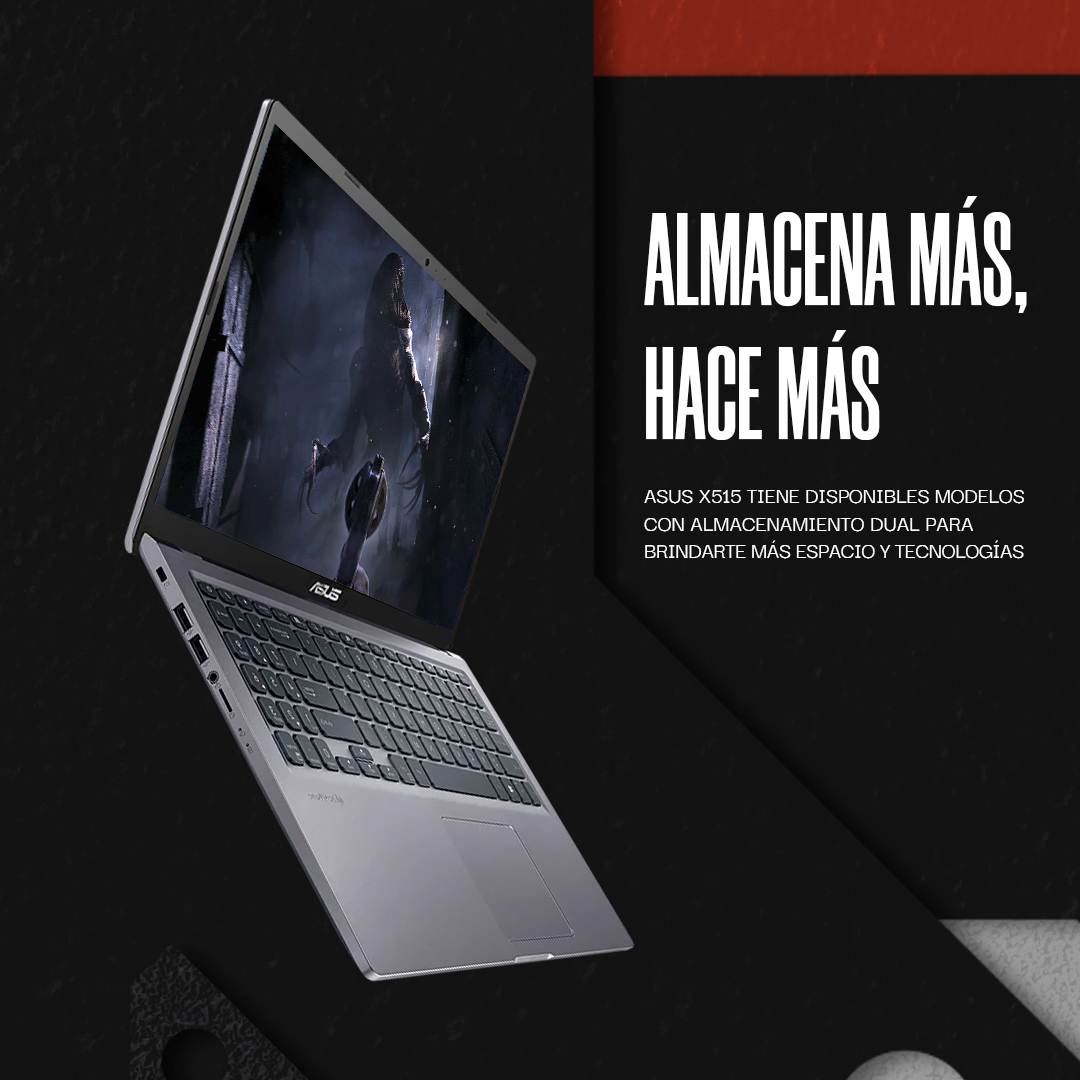 ALMACENA MÁS,
HACE MÁS
ASUS X515 TIENE DISPONIBLES MODELOS
CON ALMACENAMIENTO DUAL PARA
BRINDARTE MÁS ESPACIO Y TECNOLOGÍAS
ASUS